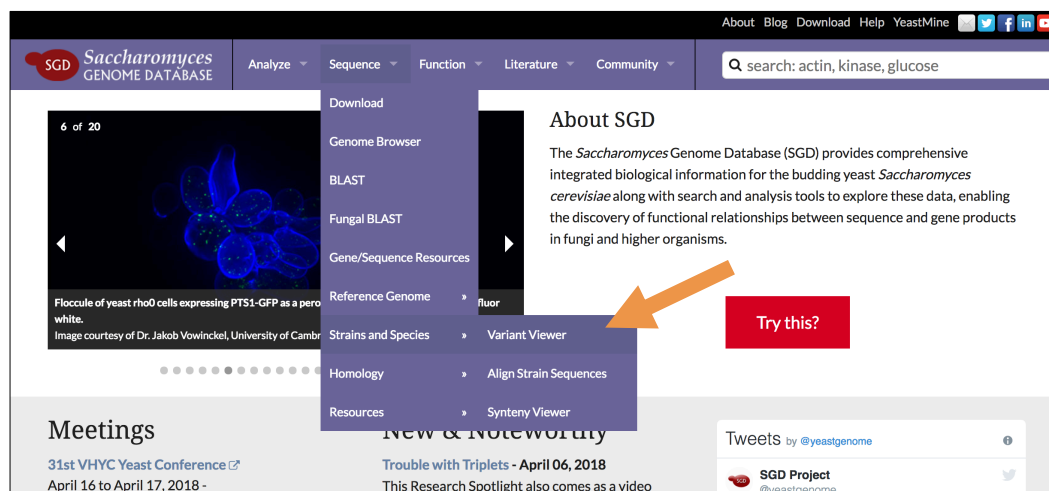 About Blog Download Help YeastMine
SGD Saccharomyces
GENOME DATABASE
Analyze Sequence Function Literature Community
search: actin, kinase, glucose
Download
Genome Browser
BLAST
Fungal BLAST
Gene/Sequence Resources
Reference Genome »
Strains and Species »
Homology »
Resources »
Variant Viewer
Align Strain Sequences
Synteny Viewer
6 of 20
Floccule of yeast rho0 cells expressing PTS1-GFP as a pero
fluor
white.
Image courtesy of Dr. Jakob Vowinckel, University of Cambr
About SGD
The Saccharomyces Genome Database (SGD) provides comprehensive
integrated biological information for the budding yeast Saccharomyces
cerevisiae along with search and analysis tools to explore these data, enabling
the discovery of functional relationships between sequence and gene products
in fungi and higher organisms.
Try this?
Meetings
31st VHYC Yeast Conference
April 16 to April 17, 2018 -
New & Noteworthy
Trouble with Triplets - April 06, 2018
This Research Spotlight also comes as a video
Tweets by @yeastgenome
SGD SGD Project
@yeastgenome